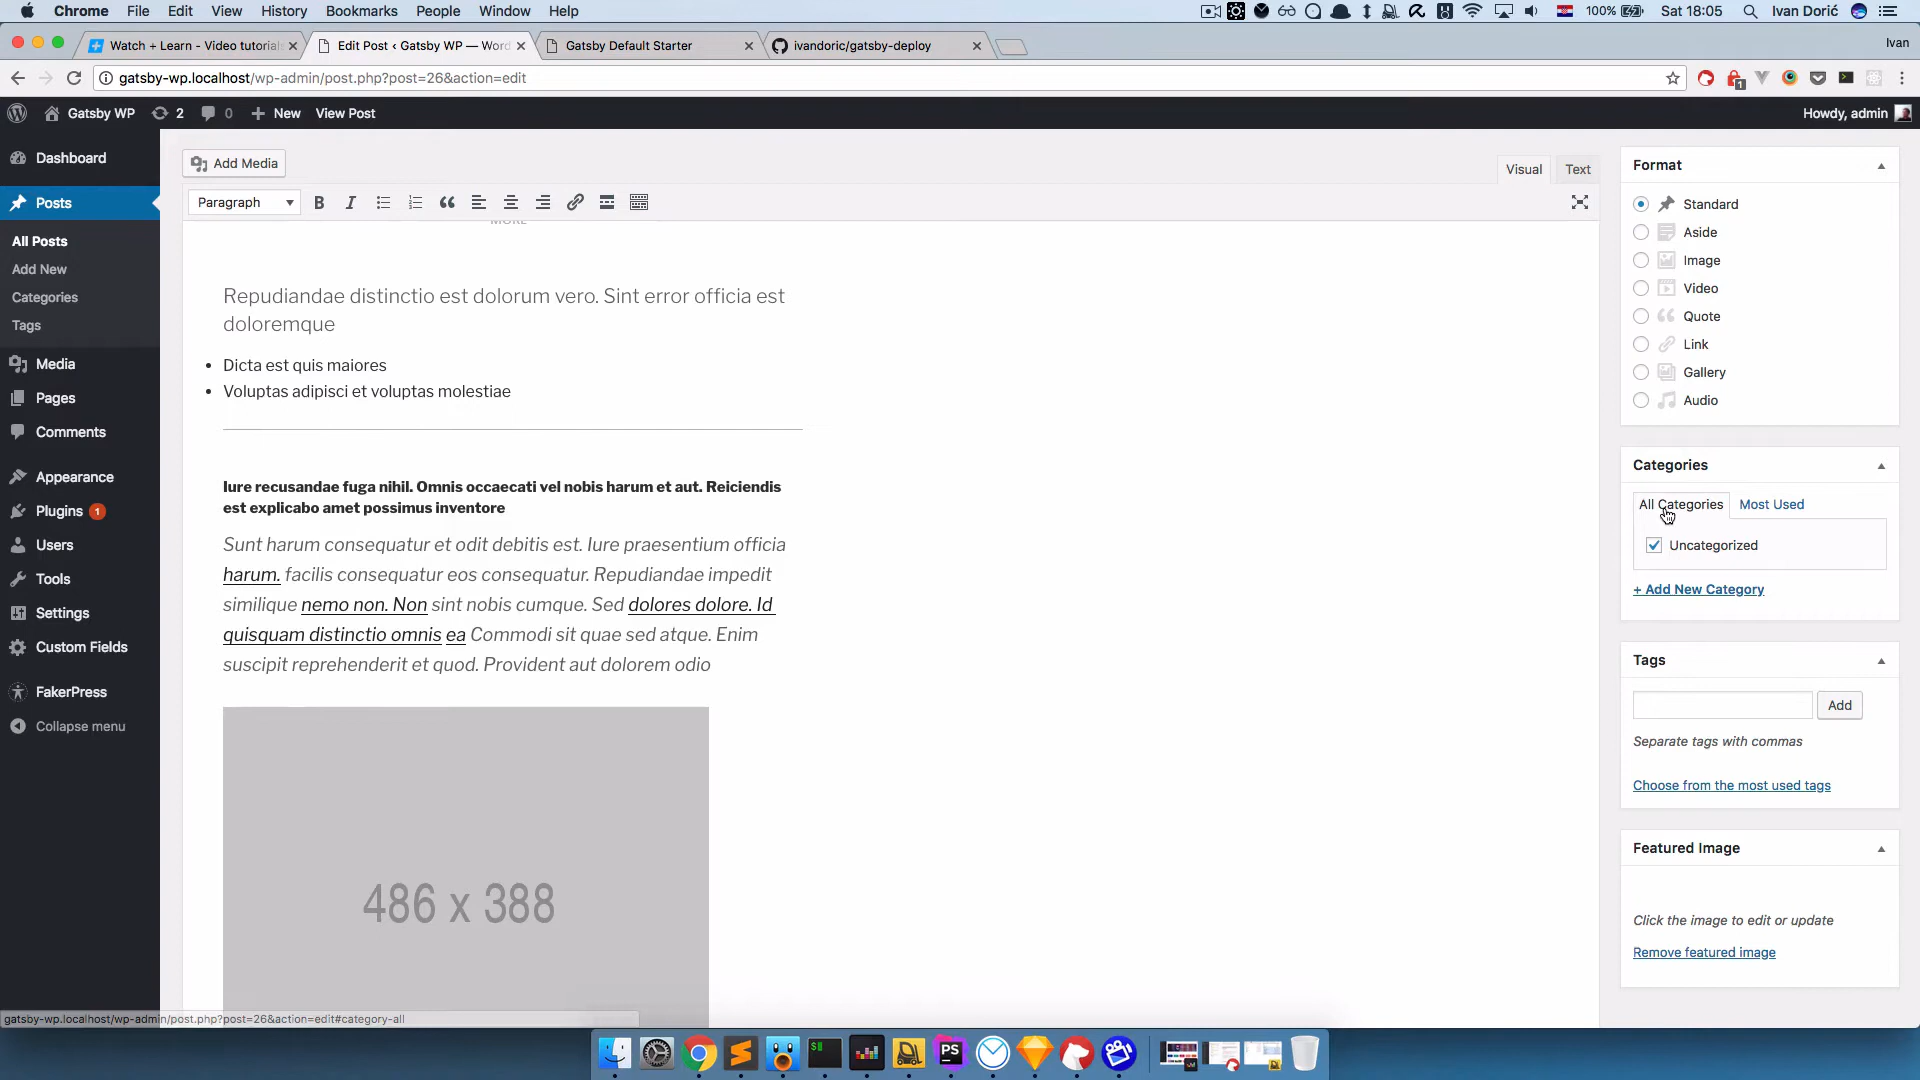 Chrome File Edit View History Bookmarks People Window Help 100% Sat 18:05 Ivan Dorić
Watch + Learn - Video tutorial Edit Post ‹ Gatsby WP — Word Gatsby Default Starter ivandoric/gatsby-deploy Ivan
gatsby-wp.localhost/wp-admin/post.php?post=26&action=edit 1
Gatsby WP 2 0 New View Post Howdy, admin
Dashboard
Posts
All Posts
Add New
Categories
Tags
Media
Pages
Comments
Appearance
Plugins 1
Users
Tools
Settings
Custom Fields
FakerPress
Collapse menu
Add Media
Visual Text
Paragraph B I
MORE
Repudiandae distinctio est dolorum vero. Sint error officia est
doloremque
Dicta est quis maiores
Voluptas adipisci et voluptas molestiae
Iure recusandae fuga nihil. Omnis occaecati vel nobis harum et aut. Reiciendis
est explicabo amet possimus inventore
Sunt harum consequatur et odit debitis est. Iure praesentium officia
harum. facilis consequatur eos consequatur. Repudiandae impedit
similique nemo non. Non sint nobis cumque. Sed dolores dolore. Id
quisquam distinctio omnis ea Commodi sit quae sed atque. Enim
suscipit reprehenderit et quod. Provident aut dolorem odio
486 x 388
Format
Standard
Aside
Image
Video
Quote
Link
Gallery
Audio
Categories
All Categories Most Used
Uncategorized
+ Add New Category
Tags
Add
Separate tags with commas
Choose from the most used tags
Featured Image
Click the image to edit or update
Remove featured image
gatsby-wp.localhost/wp-admin/post.php?post=26&action=edit#category-all
$
PS